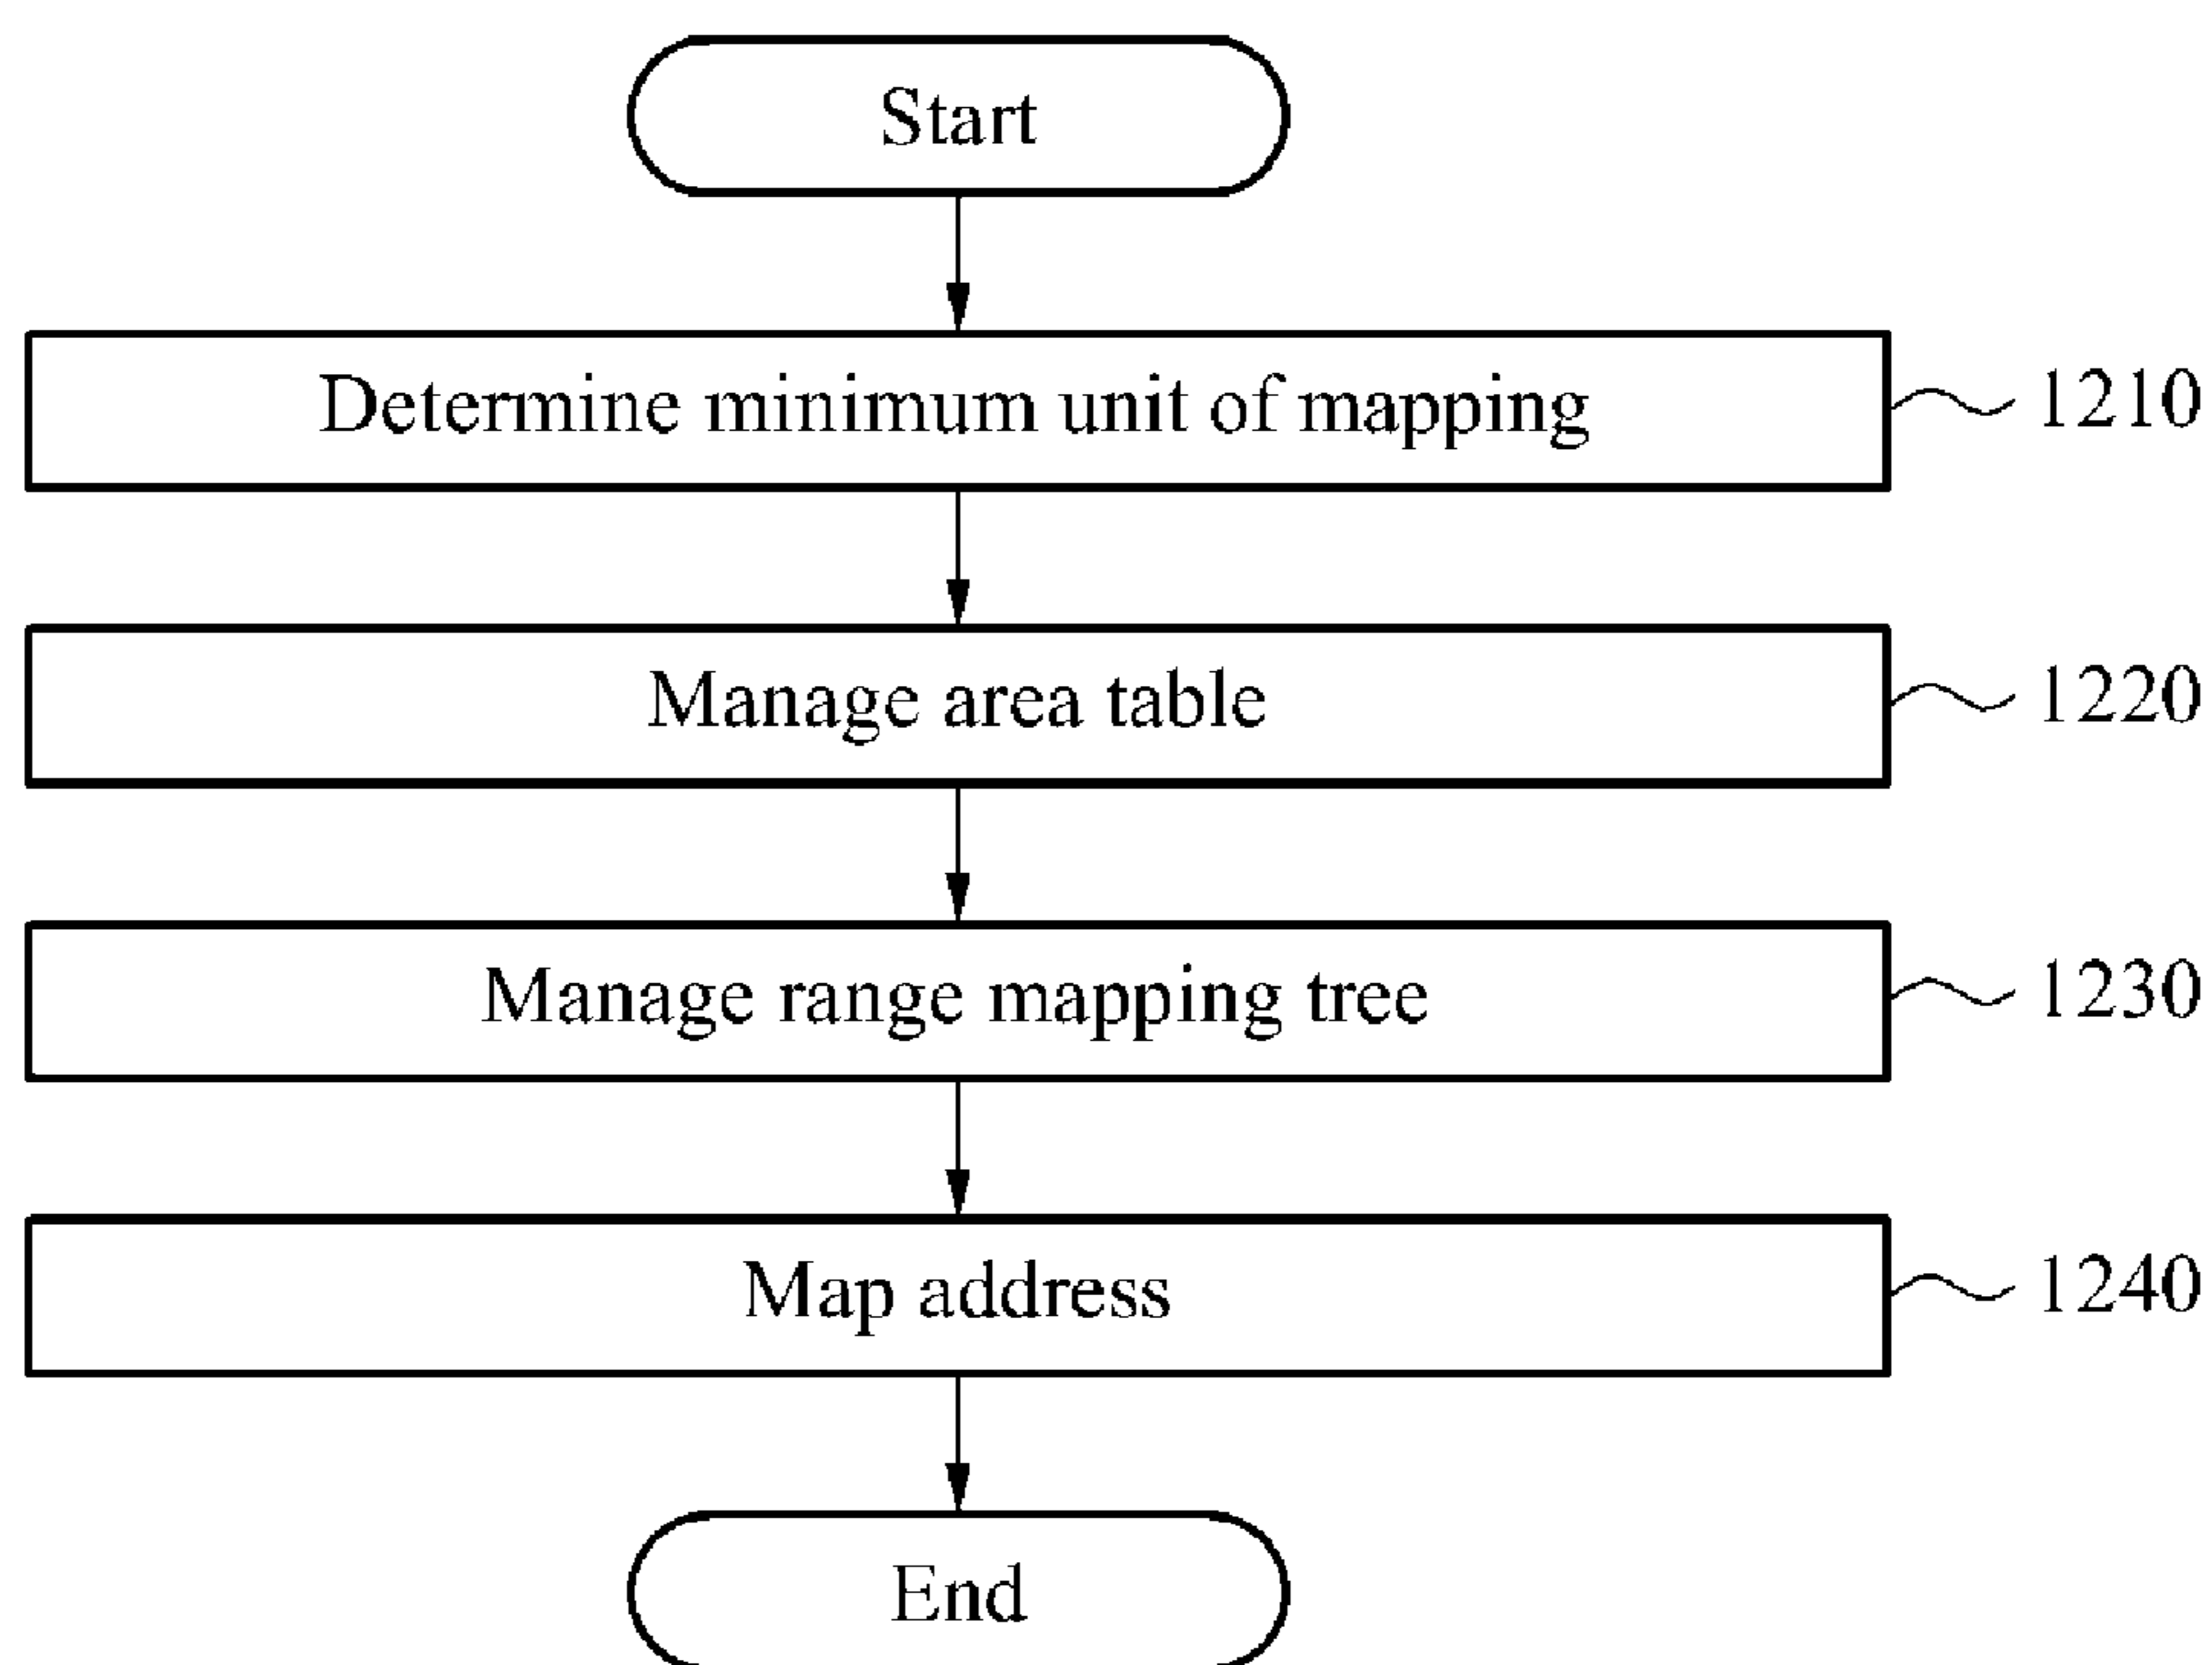 Start
Determine minimum unit of mapping
1210
Manage area table
1220
Manage range mapping tree
1230
Map address
1240
End